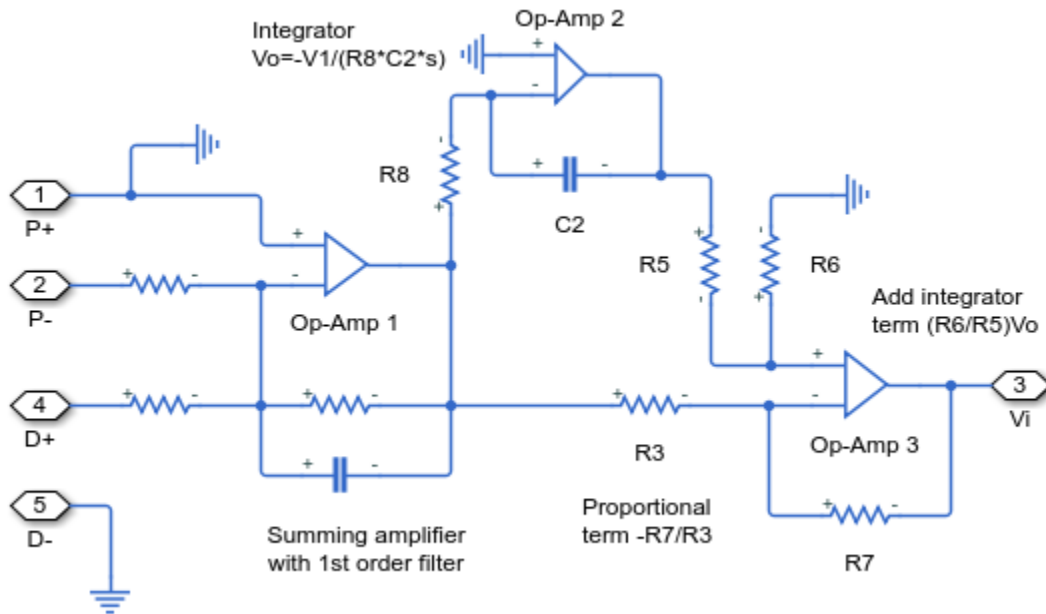 Op-Amp 2
Integrator
Vo=-V1/(R8*C2*s)
+
-
-
R8
+
+
-
C2
1
P+
+
2
+
-
-
P-
Op-Amp 1
+
R5
-
-
R6
+
Add integrator
term (R6/R5)Vo
+
4
+
-
+
-
+
-
-
3
D+
R3
Op-Amp 3
Vi
+
-
5
D-
Summing amplifier
with 1st order filter
Proportional
term -R7/R3
+
-
R7